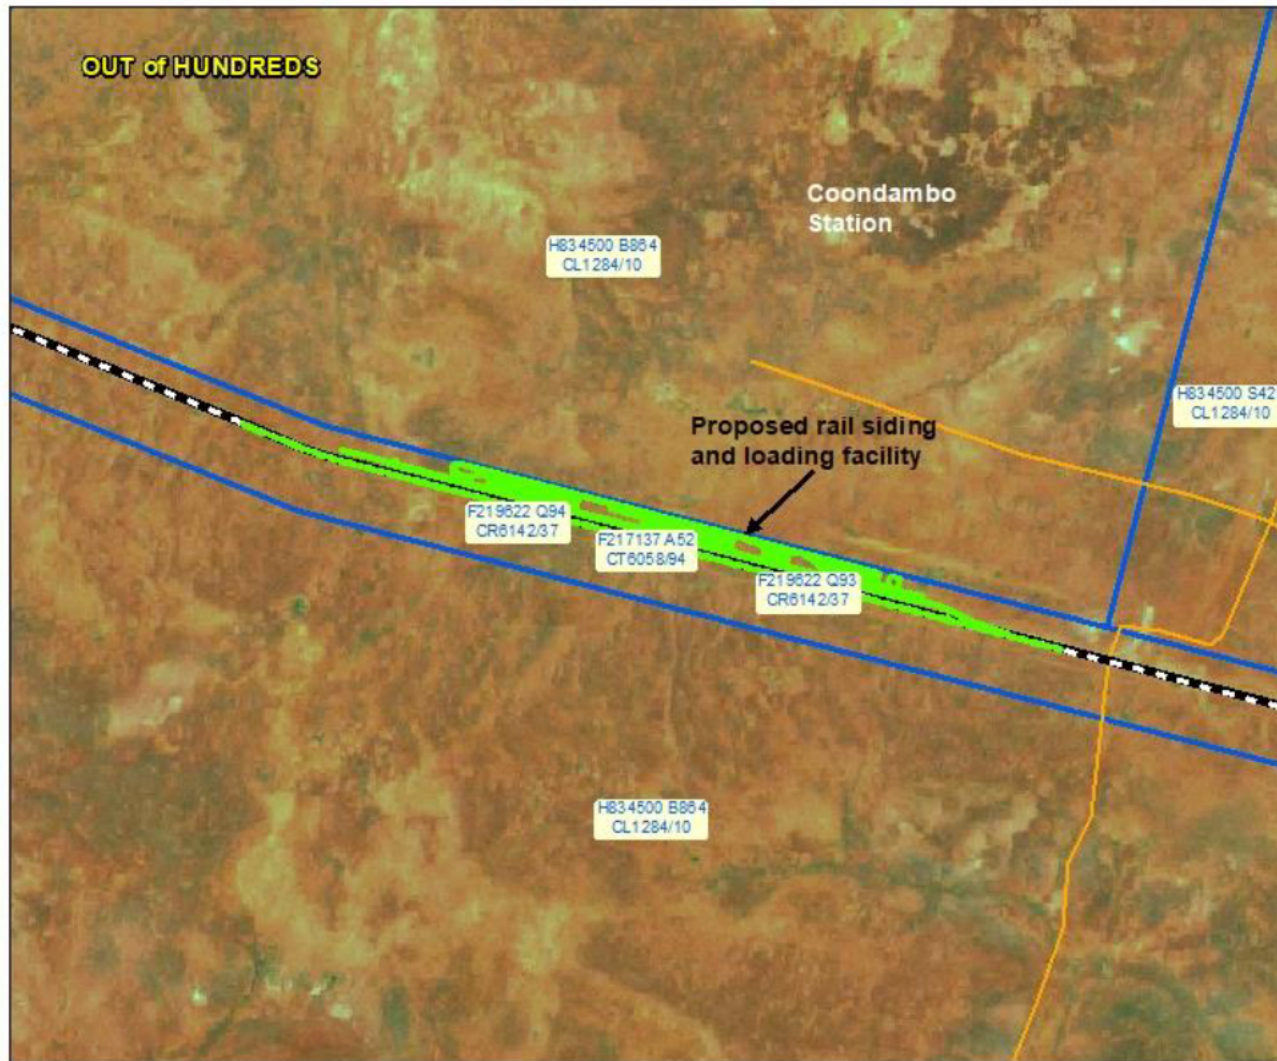 OUT of HUNDREDS
Coondambo
Station
H834500 B864
CL1284/10
H834500 S42
CL1284/10
Proposed rail siding
and loading facility
F219622 Q94
CR6142/37
F217137 A52
CT6058/94
F219622 Q93
CR6142/37
H834500 B864
CL1284/10